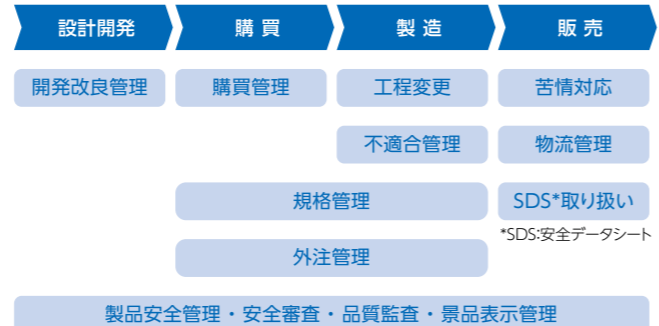 設計開発
購 買
製 造
販 売
開発改良管理
購買管理
工程変更
苦情対応
不適合管理
物流管理
規格管理
SDS*取り扱い
*SDS:安全データシート
外注管理
製品安全管理・安全審査・品質監査・景品表示管理